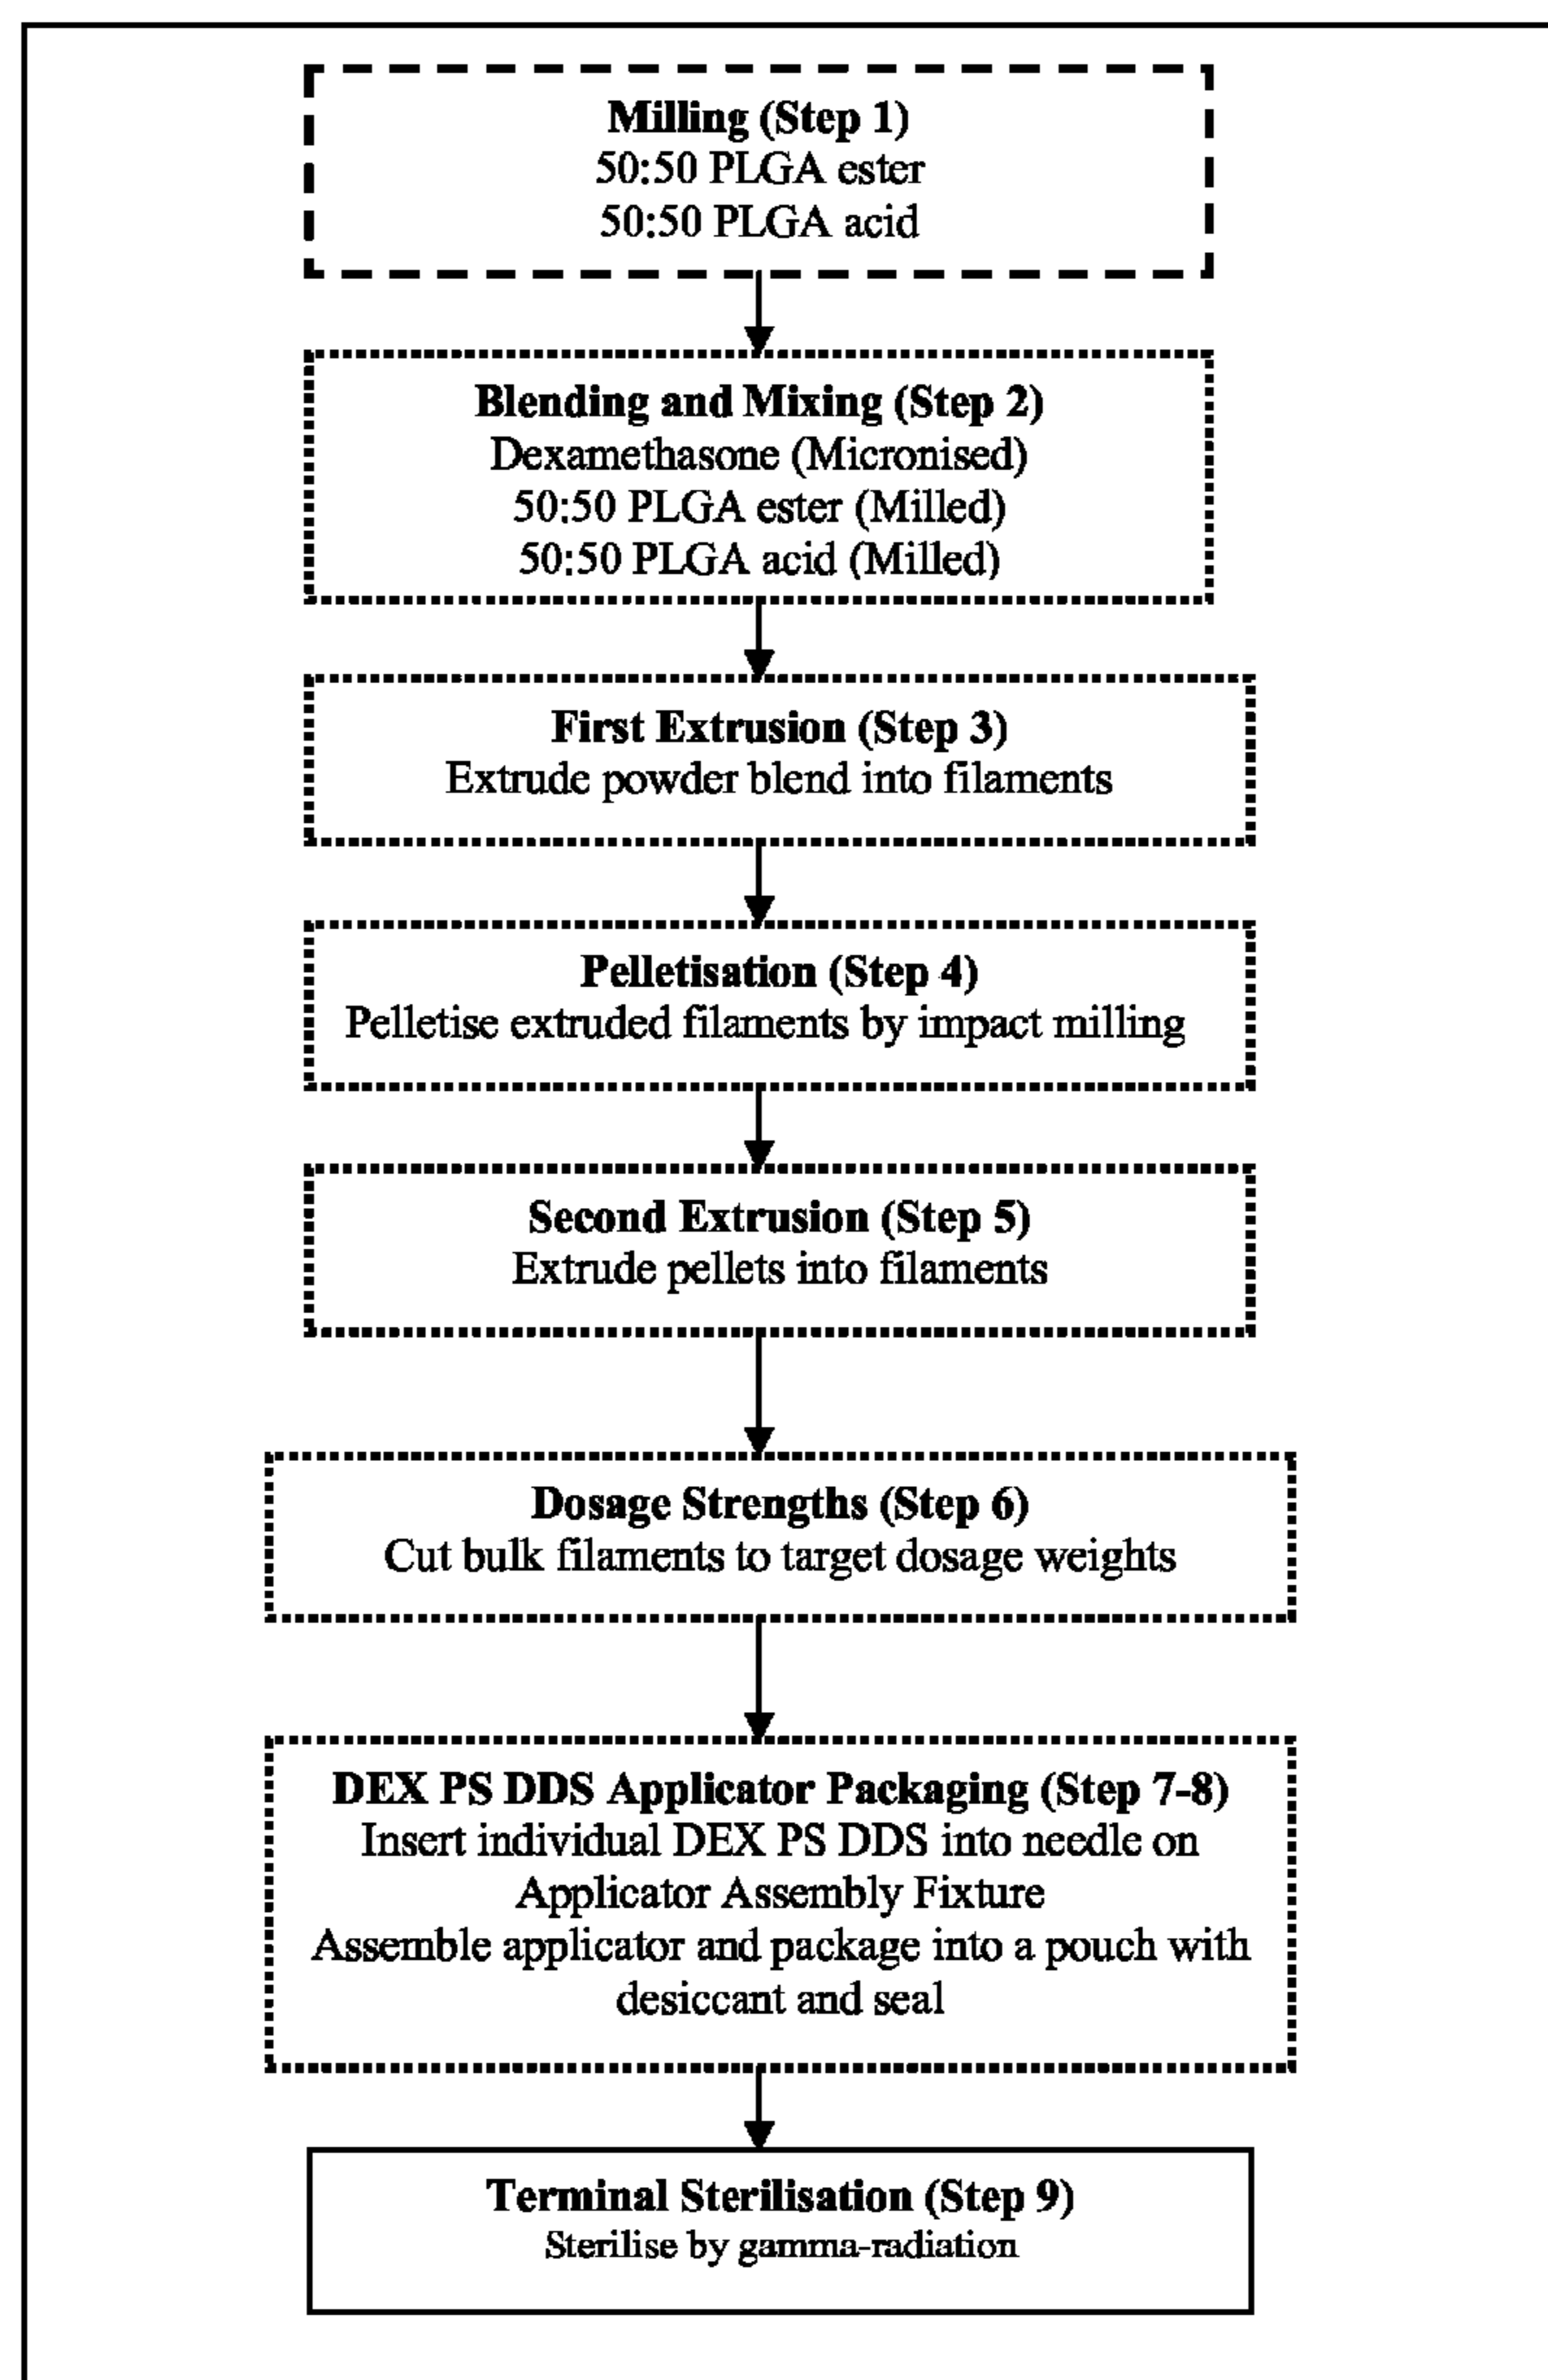 Milling (Step 1)
50:50 PLGA ester
50:50 PLGA acid
Blending and Mixing (Step 2)
Dexamethasone (Micronised)
50:50 PLGA ester (Milled)
50:50 PLGA acid (Milled)
First Extrusion (Step 3)
Extrude powder blend into filaments
Pelletisation (Step 4)
Pelletise extruded filaments by impact milling
Second Extrusion (Step 5)
Extrude pellets into filaments
Dosage Strengths (Step 6)
Cut bulk filaments to target dosage weights
DEX PS DDS Applicator Packaging (Step 7-8)
Insert individual DEX PS DDS into needle on
Applicator Assembly Fixture
Assemble applicator and package into a pouch with
desiccant and seal
Terminal Sterilisation (Step 9)
Sterilise by gamma-radiation